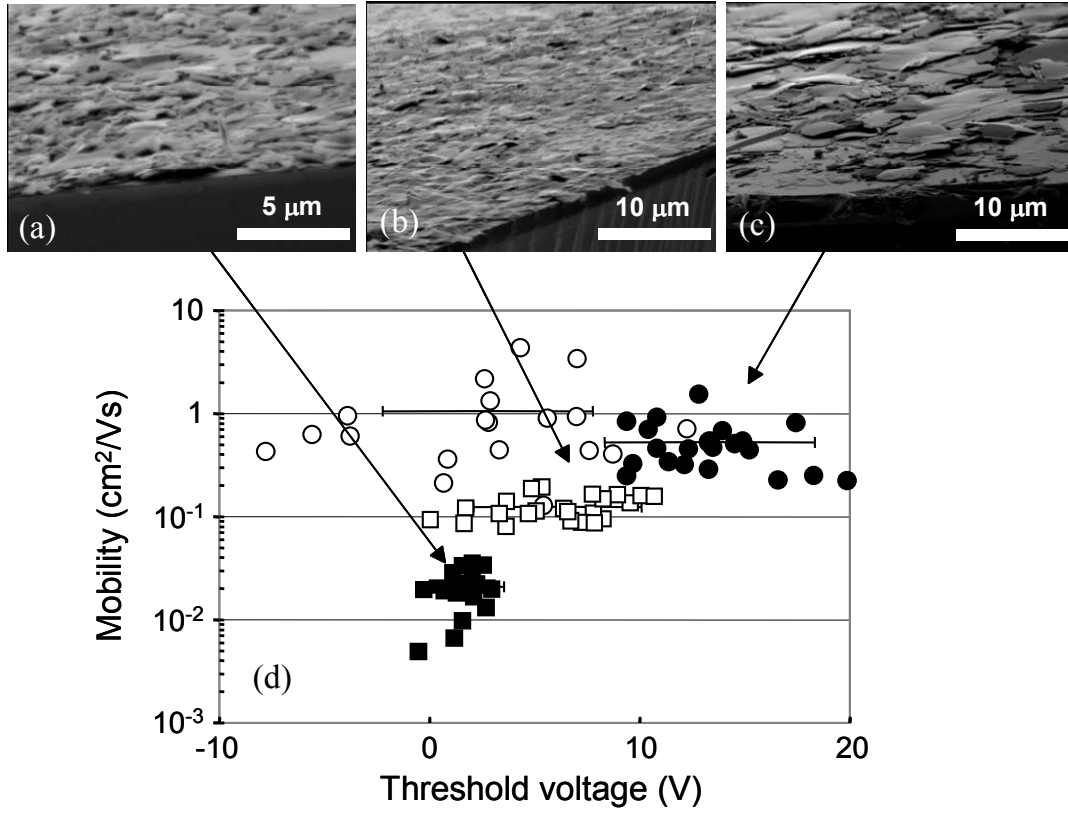 5 μm
(a)
10 μm
(b)
10 μm
(c)
10
1
10⁻¹
10⁻²
10⁻³
Mobility (cm²/Vs)
(d)
-10
0
10
20
Threshold voltage (V)